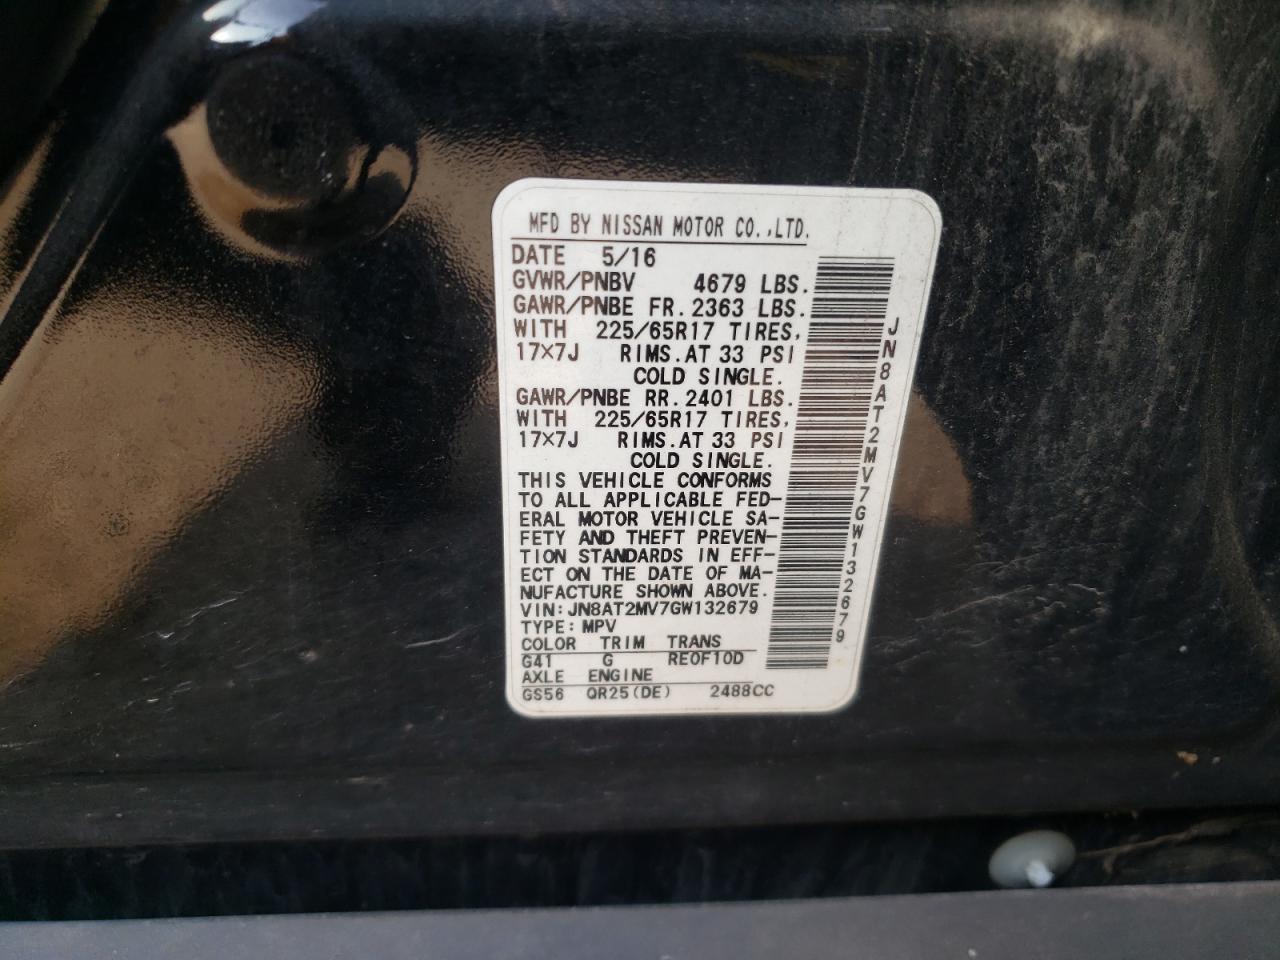 MFD BY NISSAN MOTOR CO.,LTD.
DATE 5/16
GVWR/PNBV 4679 LBS.
GAWR/PNBE FR. 2363 LBS.
WITH 225/65R17 TIRES,
17×7J RIMS.AT 33 PSI
COLD SINGLE.
GAWR/PNBE RR. 2401 LBS.
WITH 225/65R17 TIRES,
17×7J RIMS.AT 33 PSI
COLD SINGLE.
THIS VEHICLE CONFORMS
TO ALL APPLICABLE FED-
ERAL MOTOR VEHICLE SA-
FETY AND THEFT PREVEN-
TION STANDARDS IN EFF-
ECT ON THE DATE OF MA-
NUFACTURE SHOWN ABOVE.
VIN: JN8AT2MV7GW132679
TYPE: MPV
COLOR TRIM TRANS
G41 G RE0F10D
AXLE ENGINE
GS56 QR25(DE) 2488CC
JN8AT2MV7GW132679